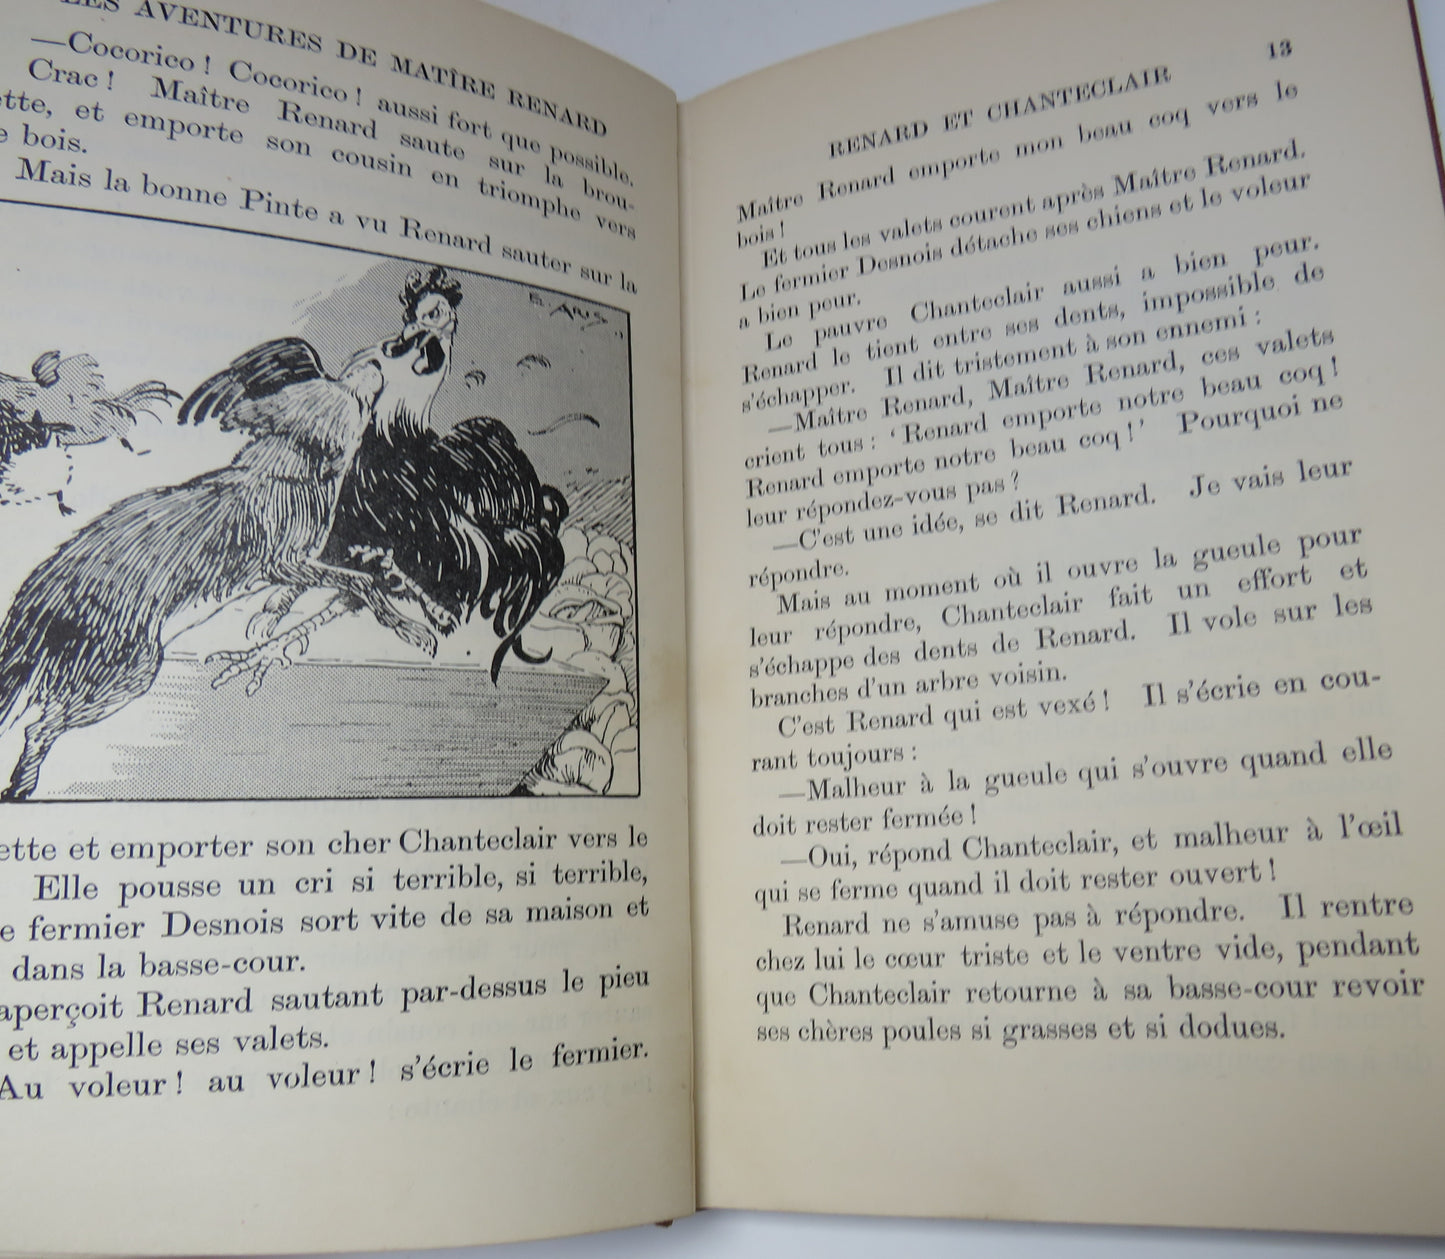 LES AVENTURES DE MATÎRE RENARD
—Cocorico! Cocorico! aussi fort que possible.
Crac! Maître Renard saute sur la brou-
ette, et emporte son cousin en triomphe vers
bois.
Mais la bonne Pinte a vu Renard sauter sur la
E. ARIS
ette et emporter son cher Chanteclair vers le
Elle pousse un cri si terrible, si terrible,
e fermier Desnois sort vite de sa maison et
dans la basse-cour.
aperçoit Renard sautant par-dessus le pieu
et appelle ses valets.
Au voleur! au voleur! s'écrie le fermier.
RENARD ET CHANTECLAIR 13
Maître Renard emporte mon beau coq vers le
bois!
Et tous les valets courent après Maître Renard.
Le fermier Desnois détache ses chiens et le voleur
a bien peur.
Le pauvre Chanteclair aussi a bien peur.
Renard le tient entre ses dents, impossible de
s'échapper. Il dit tristement à son ennemi:
—Maître Renard, Maître Renard, ces valets
crient tous: 'Renard emporte notre beau coq!
Renard emporte notre beau coq!' Pourquoi ne
leur répondez-vous pas?
—C'est une idée, se dit Renard. Je vais leur
répondre.
Mais au moment où il ouvre la gueule pour
leur répondre, Chanteclair fait un effort et
s'échappe des dents de Renard. Il vole sur les
branches d'un arbre voisin.
C'est Renard qui est vexé! Il s'écrie en cou-
rant toujours:
—Malheur à la gueule qui s'ouvre quand elle
doit rester fermée!
—Oui, répond Chanteclair, et malheur à l'œil
qui se ferme quand il doit rester ouvert!
Renard ne s'amuse pas à répondre. Il rentre
chez lui le cœur triste et le ventre vide, pendant
que Chanteclair retourne à sa basse-cour revoir
ses chères poules si grasses et si dodues.